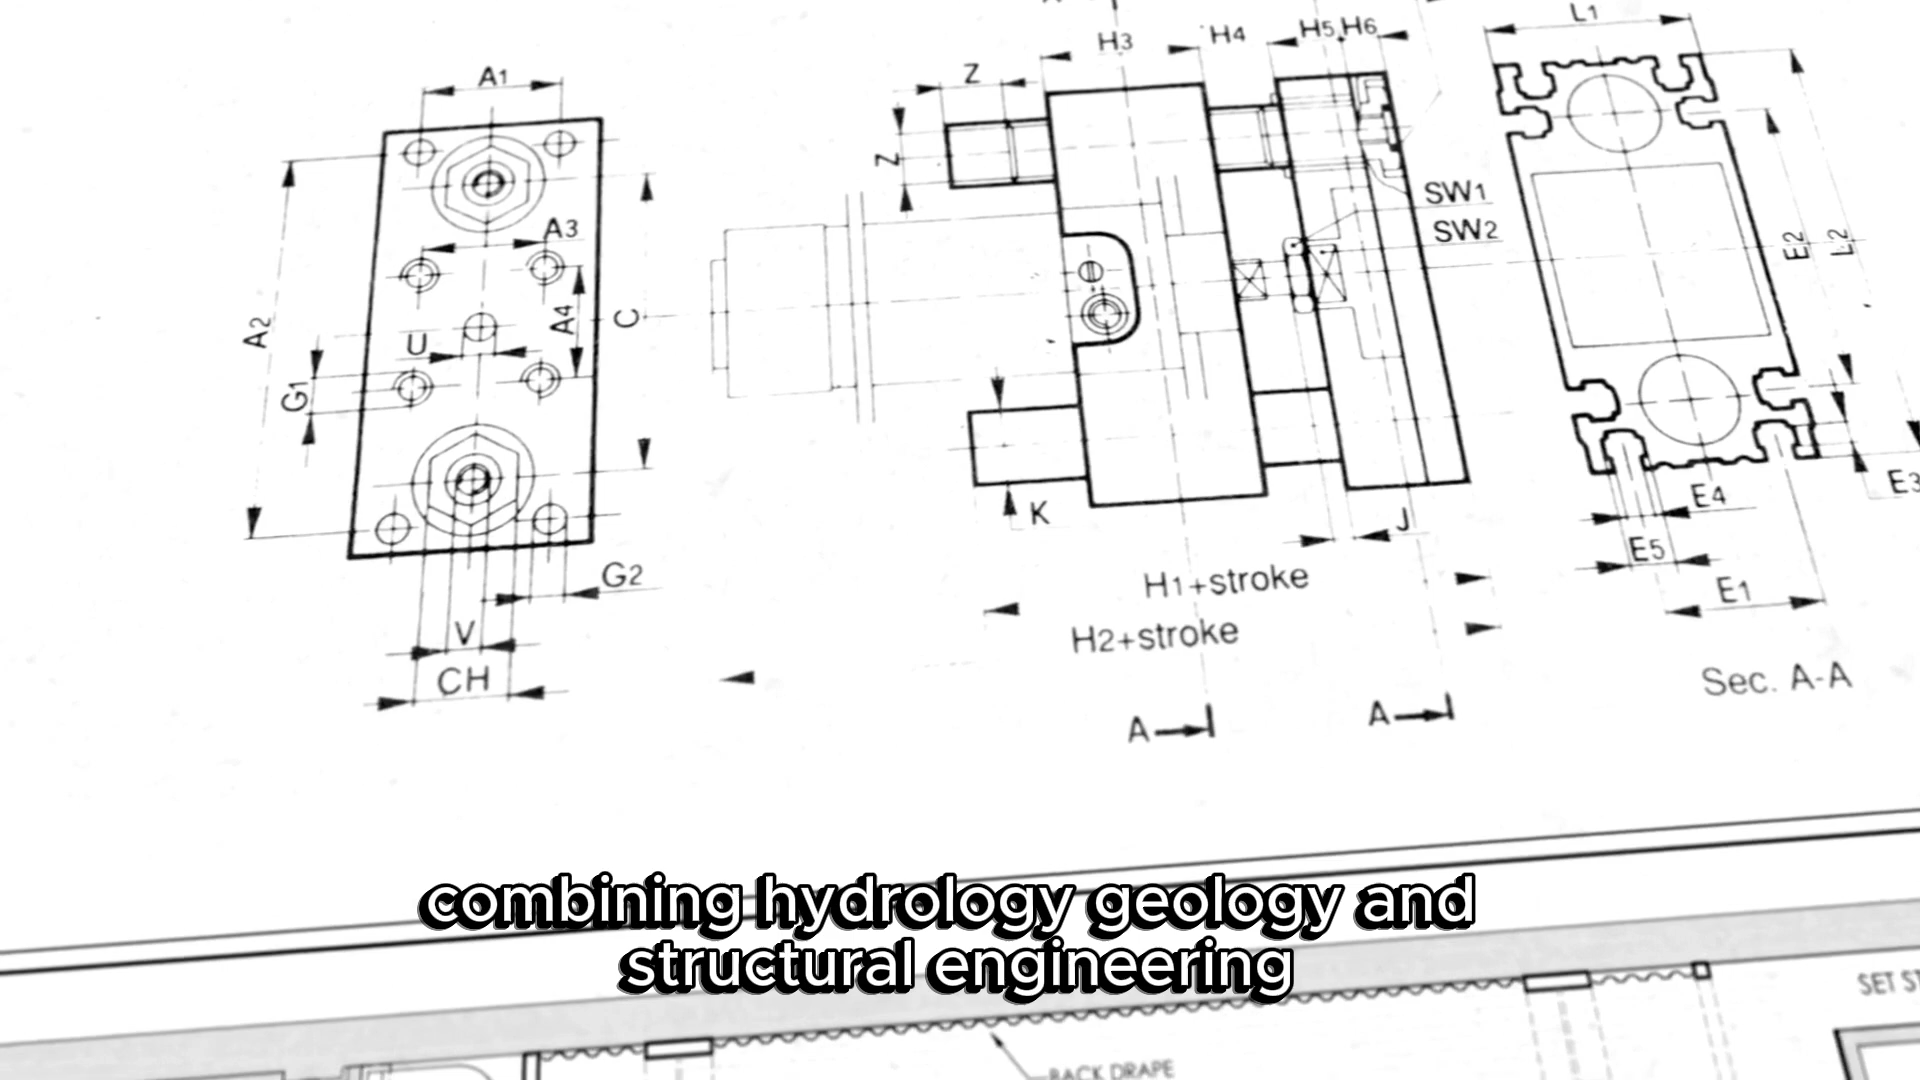 H3
H4
H5
H6
L1
A1
Z
Z
SW1
SW2
A3
A2
A4
C
U
G1
E2
L2
K
J
E4
E3
E5
E1
G2
H1+stroke
H2+stroke
V
CH
Sec. A-A
A
A
combining hydrology geology and
structural engineering
SET
BACK DRAPE